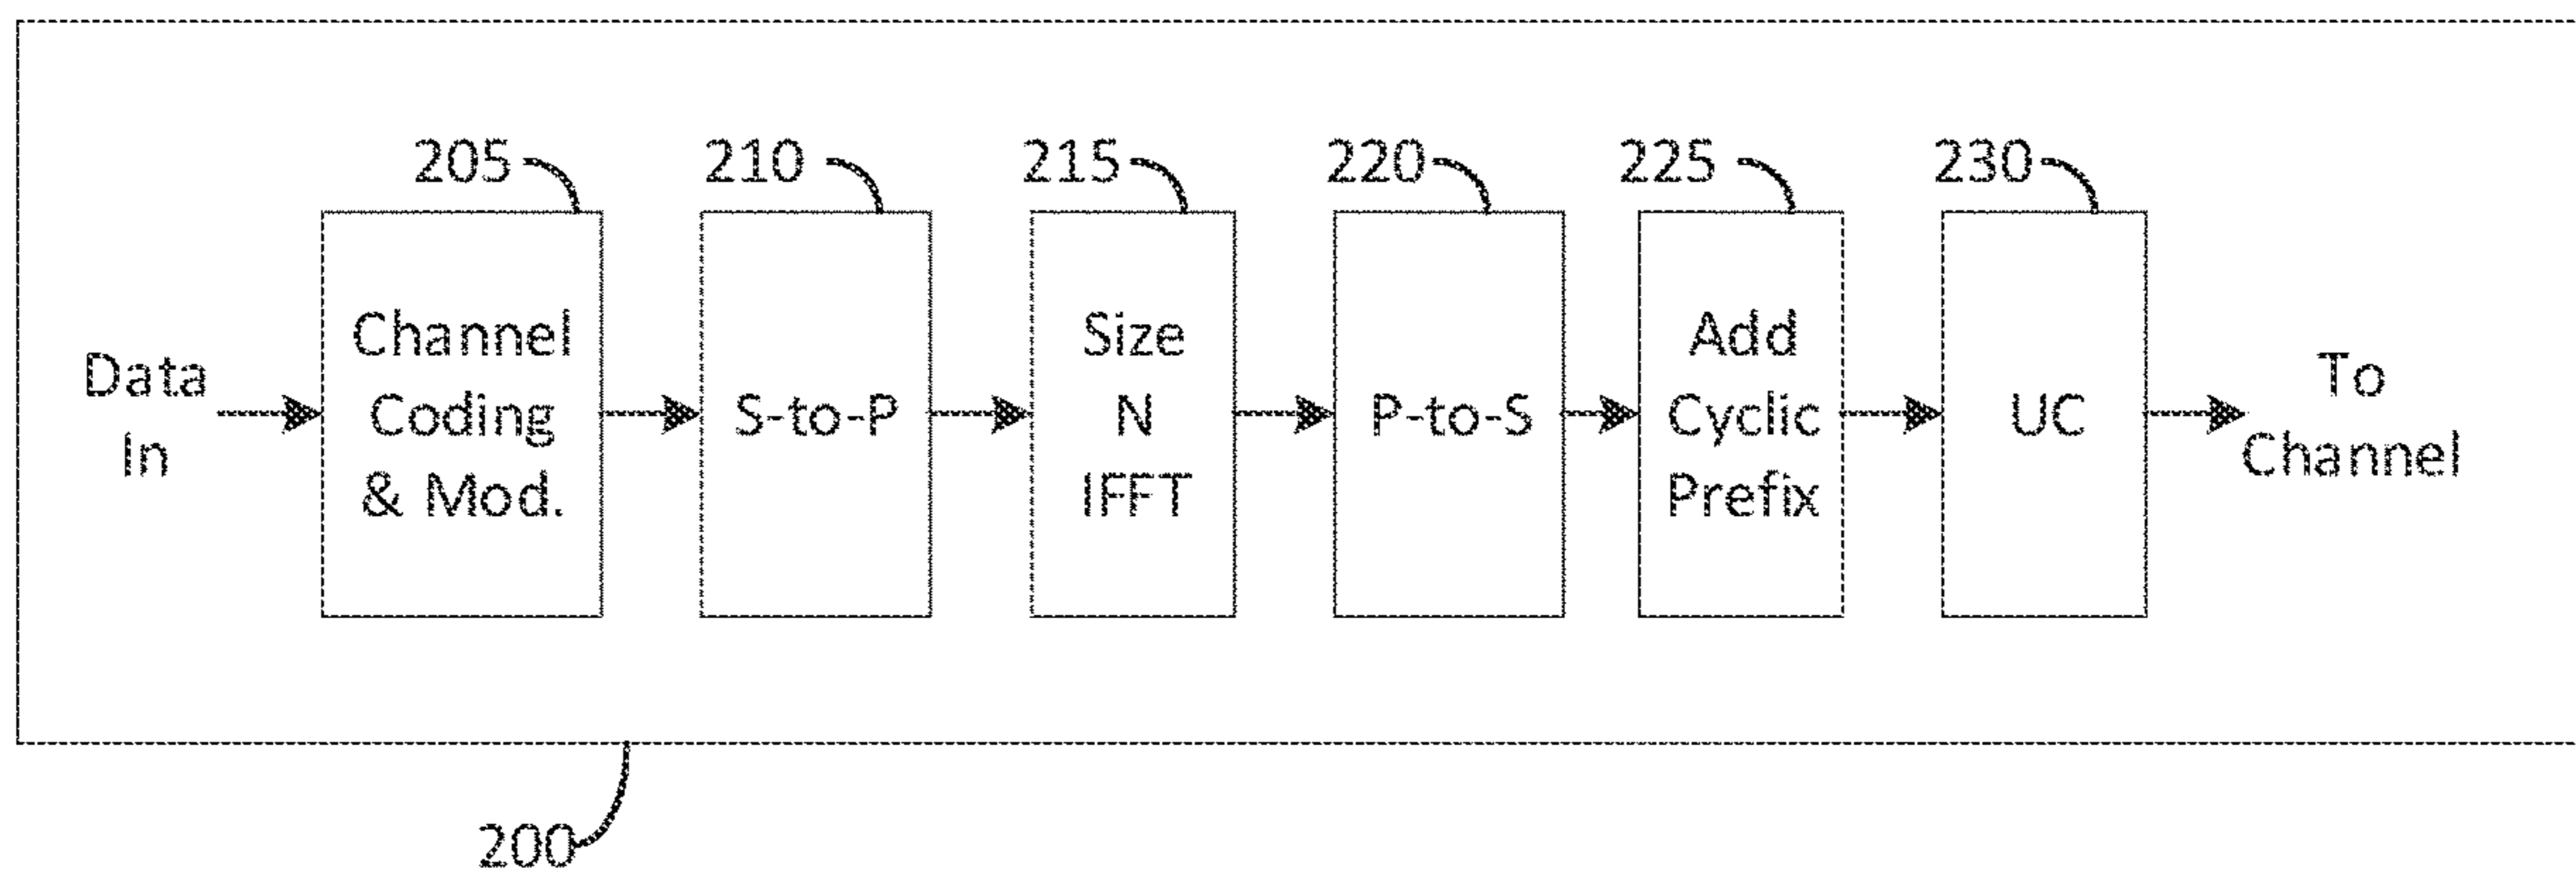 205
210
215
220
225
230
Data
In
Channel
Coding
& Mod.
S-to-P
Size
N
IFFT
P-to-S
Add
Cyclic
Prefix
UC
To
Channel
200